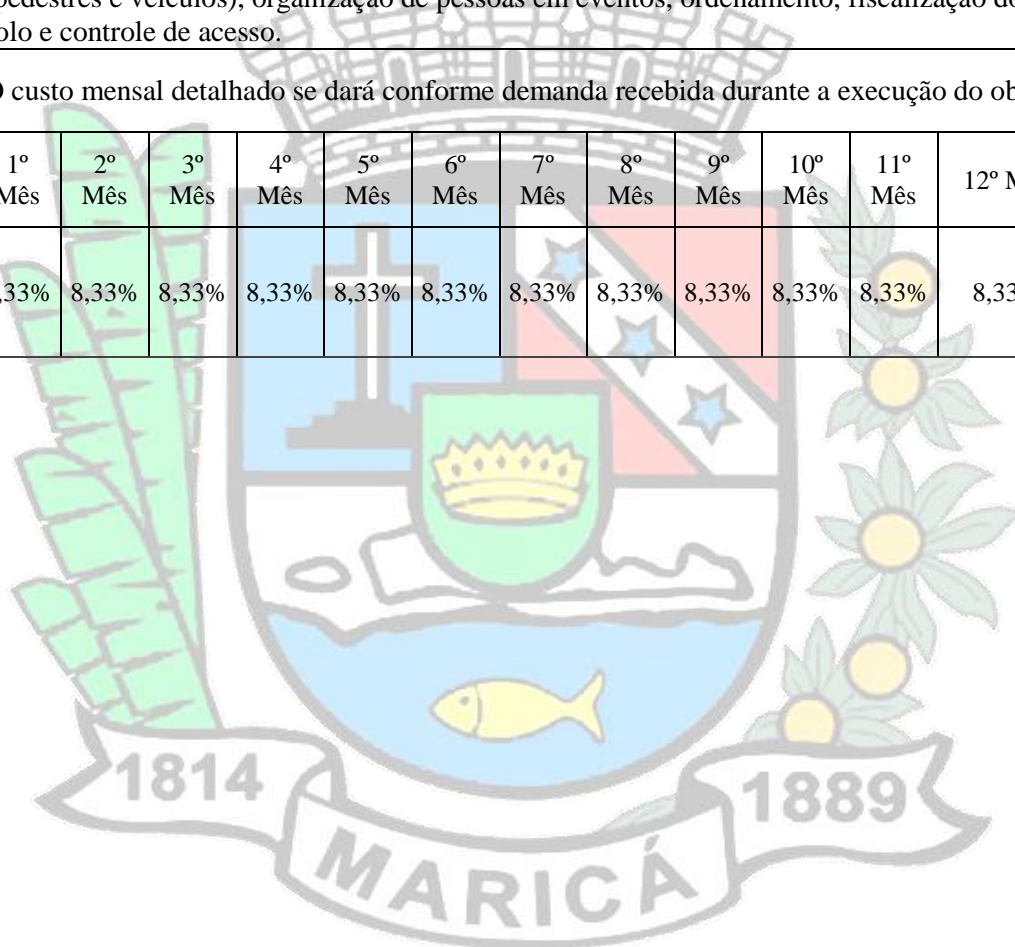 pedestres e veículos), organização de pessoas em eventos, ordenamento, fiscalização do
olo e controle de acesso.
O custo mensal detalhado se dará conforme demanda recebida durante a execução do ob
1º Mês 2º Mês 3º Mês 4º Mês 5º Mês 6º Mês 7º Mês 8º Mês 9º Mês 10º Mês 11º Mês 12º M
,33% 8,33% 8,33% 8,33% 8,33% 8,33% 8,33% 8,33% 8,33% 8,33% 8,33% 8,33
1814
1889
MARICÁ